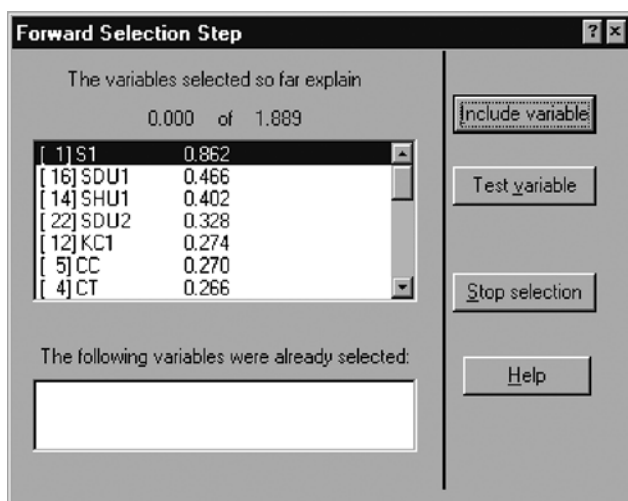 Forward Selection Step
? ×
The variables selected so far explain
0.000 of 1.889
[ 1] S1 0.862
[ 16] SDU1 0.466
[ 14] SHU1 0.402
[ 22] SDU2 0.328
[ 12] KC1 0.274
[ 5] CC 0.270
[ 4] CT 0.266
The following variables were already selected:
Include variable
Test variable
Stop selection
Help